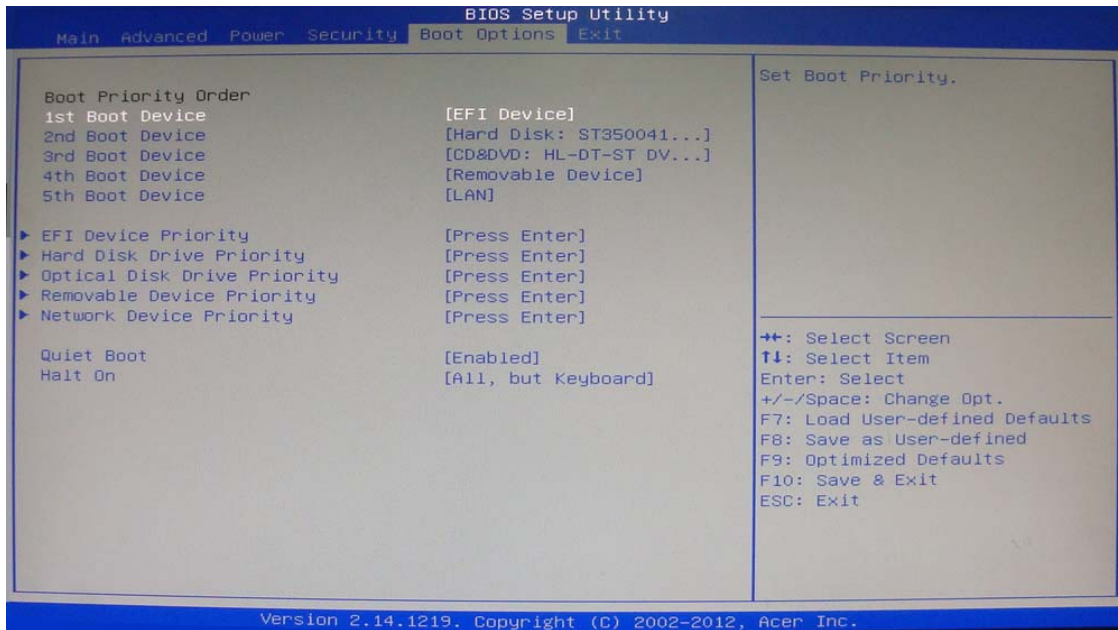 BIOS Setup Utility
Main Advanced Power Security Boot Options Exit
Boot Priority Order
1st Boot Device [EFI Device]
2nd Boot Device [Hard Disk: ST350041...]
3rd Boot Device [CD&DVD: HL-DT-ST DV...]
4th Boot Device [Removable Device]
5th Boot Device [LAN]
▶ EFI Device Priority [Press Enter]
▶ Hard Disk Drive Priority [Press Enter]
▶ Optical Disk Drive Priority [Press Enter]
▶ Removable Device Priority [Press Enter]
▶ Network Device Priority [Press Enter]
Quiet Boot [Enabled]
Halt On [All, but Keyboard]
Set Boot Priority.
→←: Select Screen
↑↓: Select Item
Enter: Select
+/-/Space: Change Opt.
F7: Load User-defined Defaults
F8: Save as User-defined
F9: Optimized Defaults
F10: Save & Exit
ESC: Exit
Version 2.14.1219. Copyright (C) 2002-2012, Acer Inc.